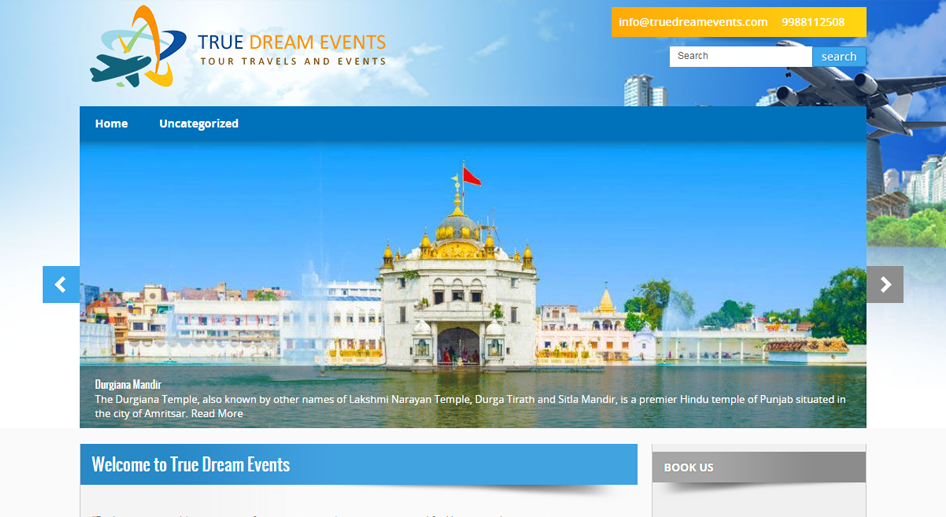 info@truedreamevents.com 9988112508
TRUE DREAM EVENTS
TOUR TRAVELS AND EVENTS
Search
search
Home Uncategorized
Durgiana Mandir
The Durgiana Temple, also known by other names of Lakshmi Narayan Temple, Durga Tirath and Sitla Mandir, is a premier Hindu temple of Punjab situated in
the city of Amritsar. Read More
Welcome to True Dream Events
BOOK US